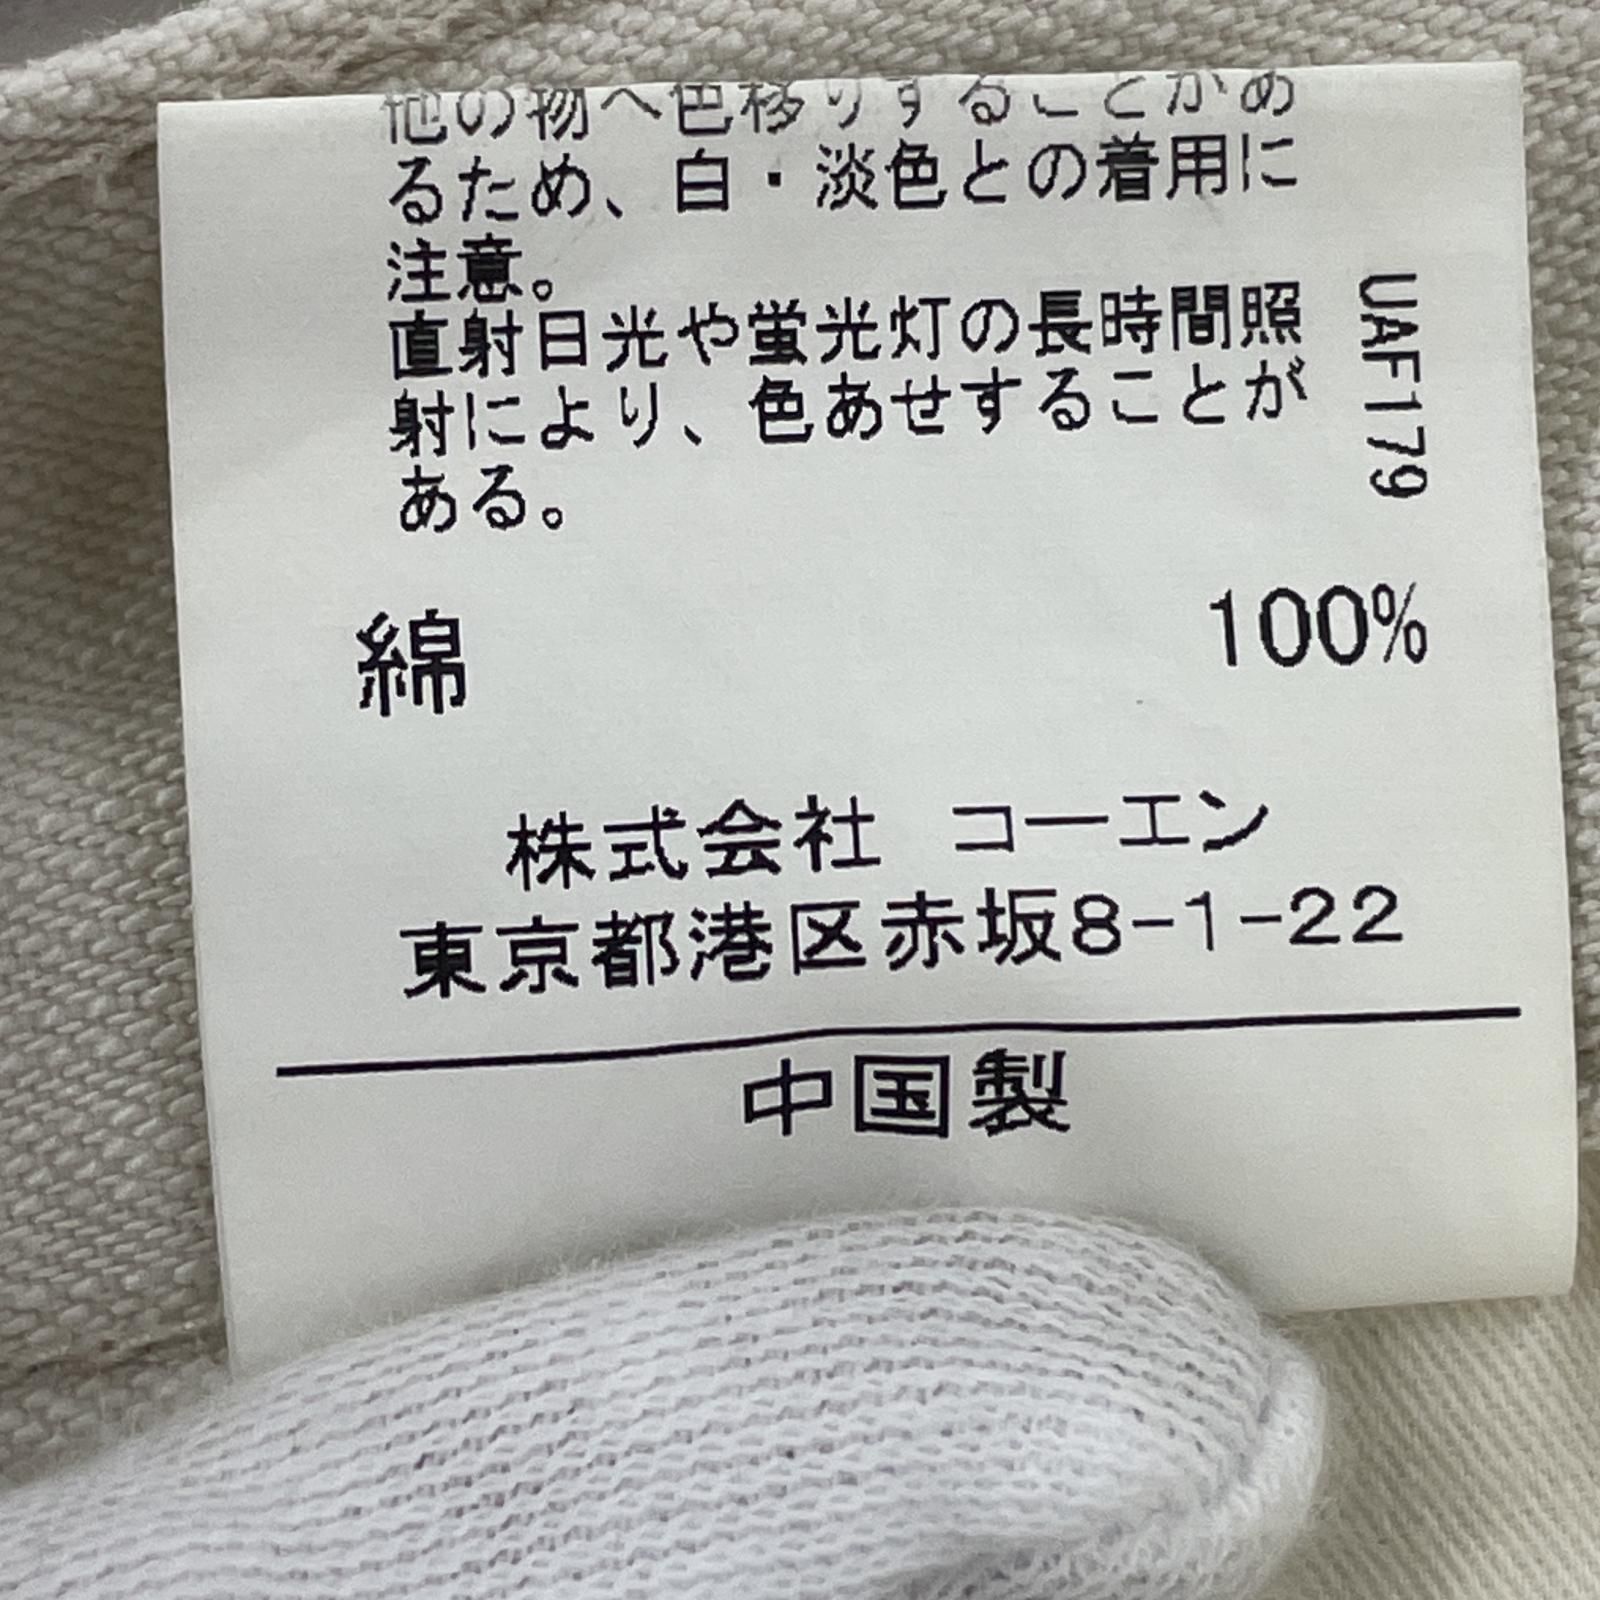 他の物へ色移りすることがあ
るため、白・淡色との着用に
注意。
直射日光や蛍光灯の長時間照
射により、色あせすることが
ある。
UAF179
綿 100%
株式会社 コーエン
東京都港区赤坂8-1-22
中国製